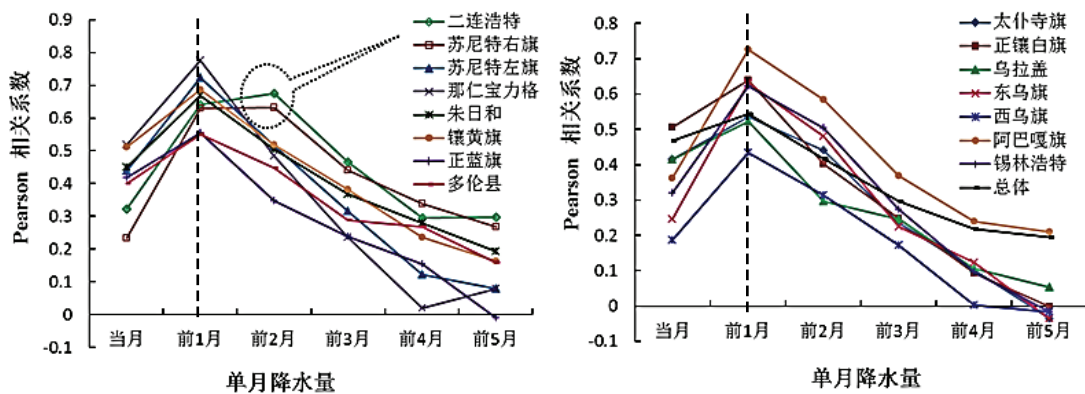 0.9
0.8
0.7
0.6
0.5
0.4
0.3
0.2
0.1
0
-0.1
Pearson 相关系数
当月 前1月 前2月 前3月 前4月 前5月
单月降水量
二连浩特
苏尼特右旗
苏尼特左旗
那仁宝力格
朱日和
镶黄旗
正蓝旗
多伦县
0.8
0.7
0.6
0.5
0.4
0.3
0.2
0.1
0
-0.1
Pearson 相关系数
当月 前1月 前2月 前3月 前4月 前5月
单月降水量
太仆寺旗
正镶白旗
乌拉盖
东乌旗
西乌旗
阿巴嘎旗
锡林浩特
总体